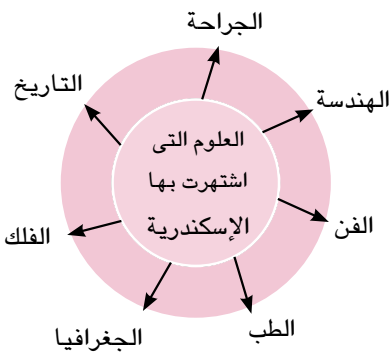 الجراحة
الهندسة
التاريخ
العلوم التى
اشتهرت بها
الإسكندرية
الفن
الفلك
الطب
الجغرافيا